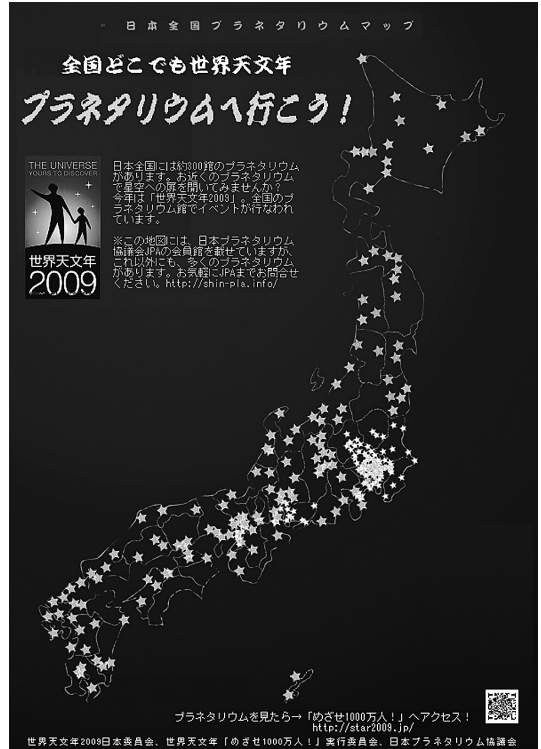 日本全国プラネタリウムマップ
全国どこでも世界天文年
プラネタリウムへ行こう！
THE UNIVERSE
YOURS TO DISCOVER
世界天文年
2009
日本全国には約300館のプラネタリウム
があります。お近くのプラネタリウム
で星空への扉を開いてみませんか？
今年は「世界天文年2009」。全国のプ
ラネタリウム館でイベントが行なわれ
ています。
※この地図には、日本プラネタリウム
協議会JPAの会員館を載せていますが、
これ以外にも、多くのプラネタリウム
があります。お気軽にJPAまでお問合せ
ください。http://shin-pla.info/
プラネタリウムを見たら→「めざせ1000万人！」へアクセス！
http://star2009.jp/
世界天文年2009日本委員会、世界天文年「めざせ1000万人！」実行委員会、日本プラネタリウム協議会